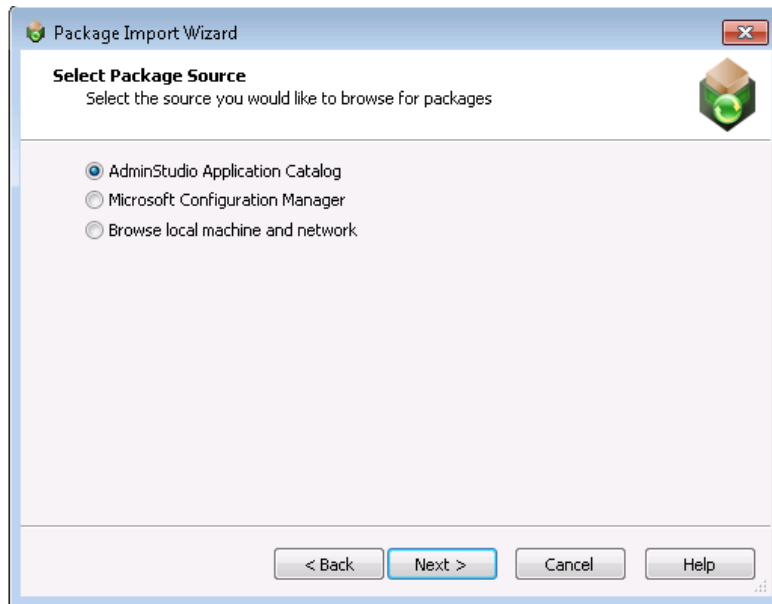 Package Import Wizard
Select Package Source
Select the source you would like to browse for packages
AdminStudio Application Catalog
Microsoft Configuration Manager
Browse local machine and network
< Back Next > Cancel Help